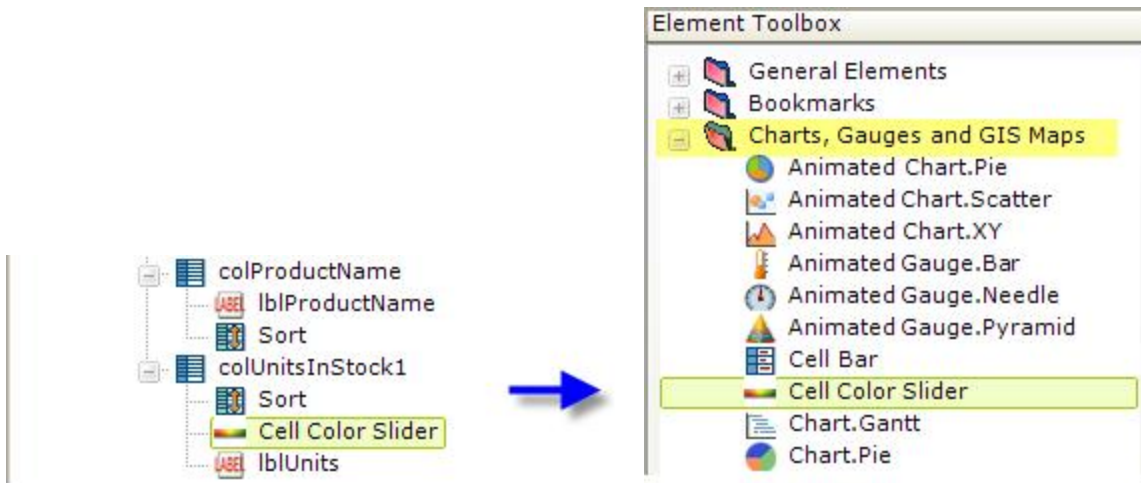 colProductName
LABEL lblProductName
Sort
colUnitsInStock1
Sort
Cell Color Slider
LABEL lblUnits
Element Toolbox
General Elements
Bookmarks
Charts, Gauges and GIS Maps
Animated Chart.Pie
Animated Chart.Scatter
Animated Chart.XY
Animated Gauge.Bar
Animated Gauge.Needle
Animated Gauge.Pyramid
Cell Bar
Cell Color Slider
Chart.Gantt
Chart.Pie